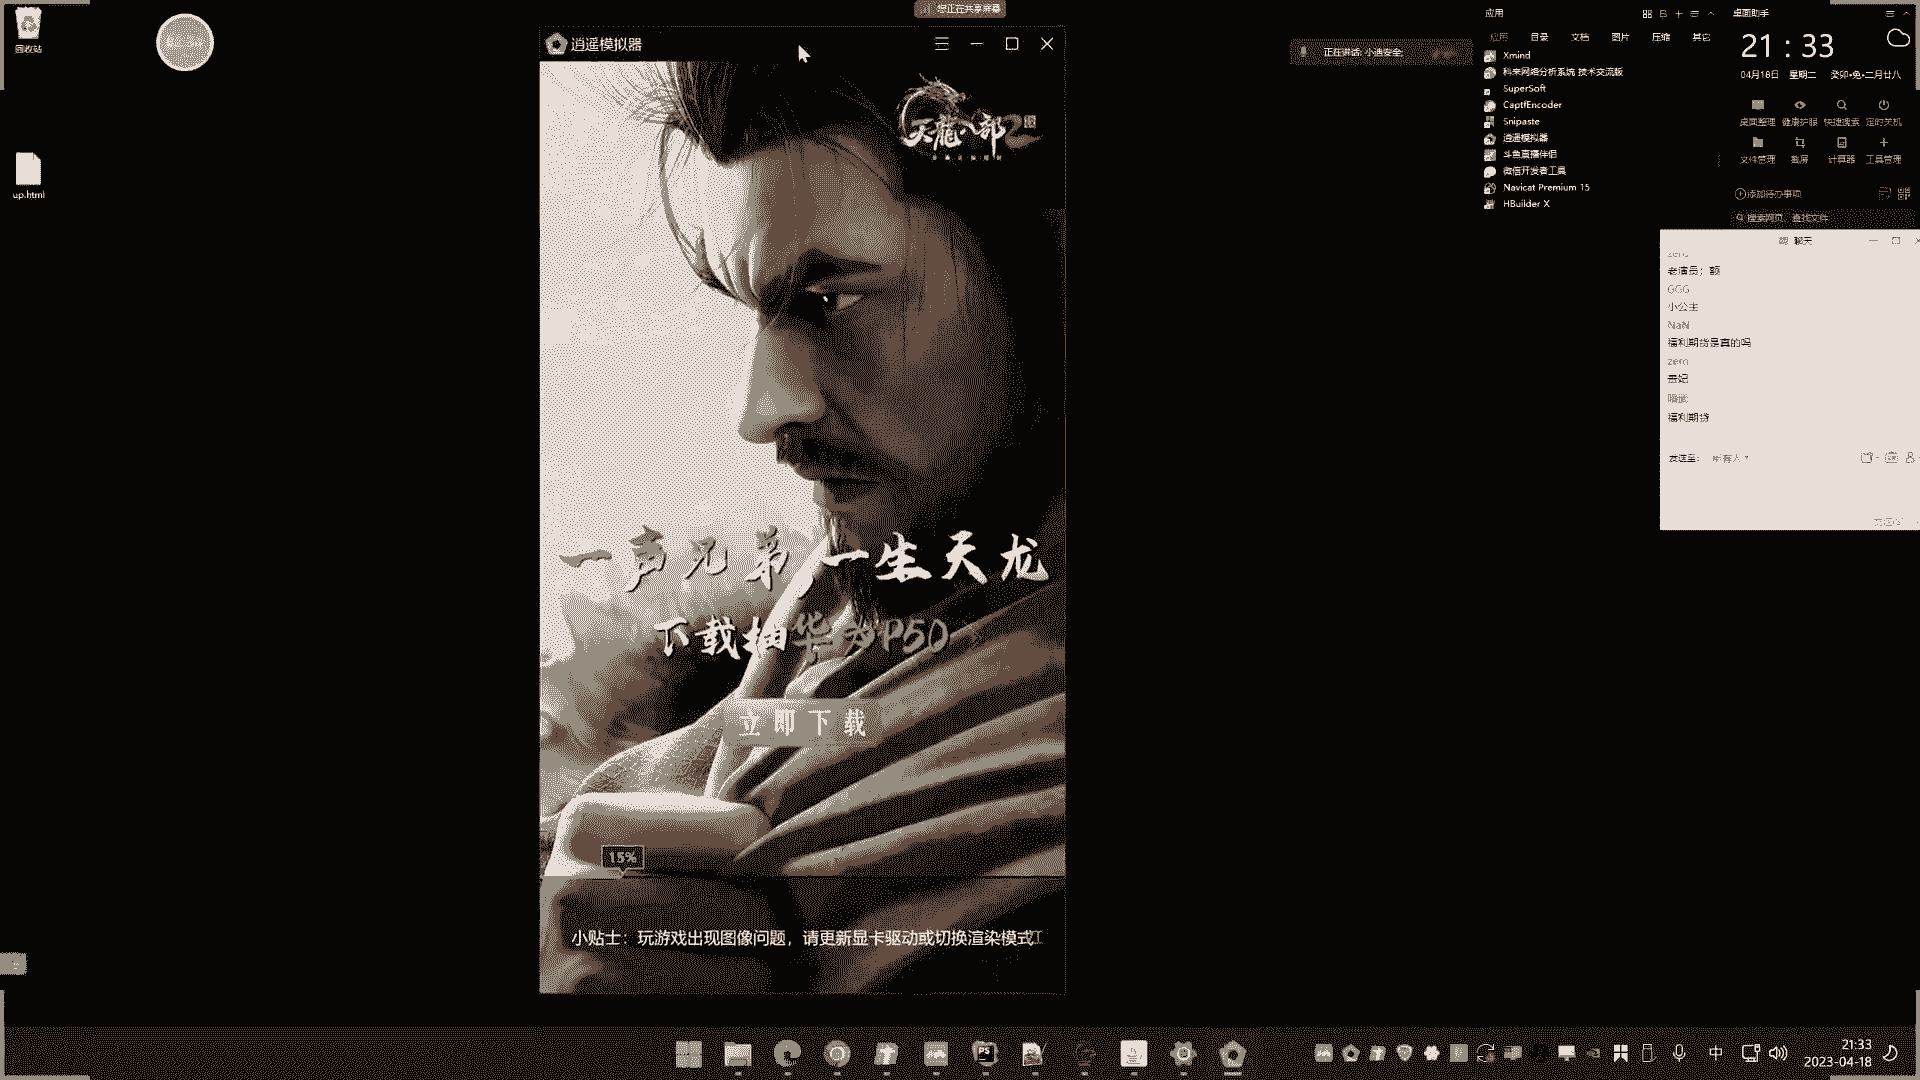 您正在共享屏幕
回收站
up.html
逍遥模拟器
天龍八部2
一声兄弟 一生天龙
下载抽华为P50
立即下载
15%
小贴士：玩游戏出现图像问题，请更新显卡驱动或切换渲染模式
正在讲话: 小迪安全;
应用
应用 目录 文档 图片 压缩 其它
Xmind
科来网络分析系统 技术交流版
SuperSoft
CaptfEncoder
Snipaste
逍遥模拟器
斗鱼直播伴侣
微信开发者工具
Navicat Premium 15
HBuilder X
桌面助手
21 : 33
04月18日 星期二 癸卯•兔•二月廿八
桌面整理 健康护眼 快捷搜索 定时关机
文件管理 截屏 计算器 工具管理
添加待办事项
搜索网页、查找文件
聊天
zero
老演员；额
GGG
小公主
NaN
福利期货是真的吗
zero
贵妃
福利期货
发送至： 所有人
中
21:33
2023-04-18